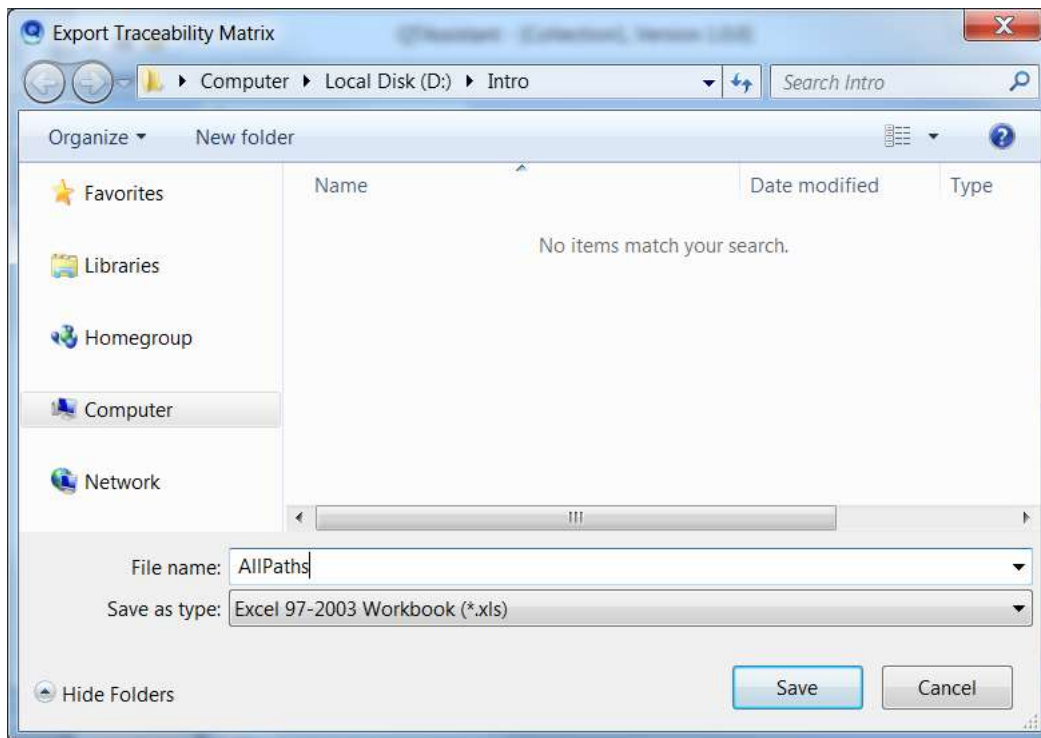 Export Traceability Matrix
Computer Local Disk (D:) Intro Search Intro
Organize New folder
Favorites
Libraries
Homegroup
Computer
Network
Name Date modified Type
No items match your search.
File name: AllPaths
Save as type: Excel 97-2003 Workbook (*.xls)
Hide Folders Save Cancel